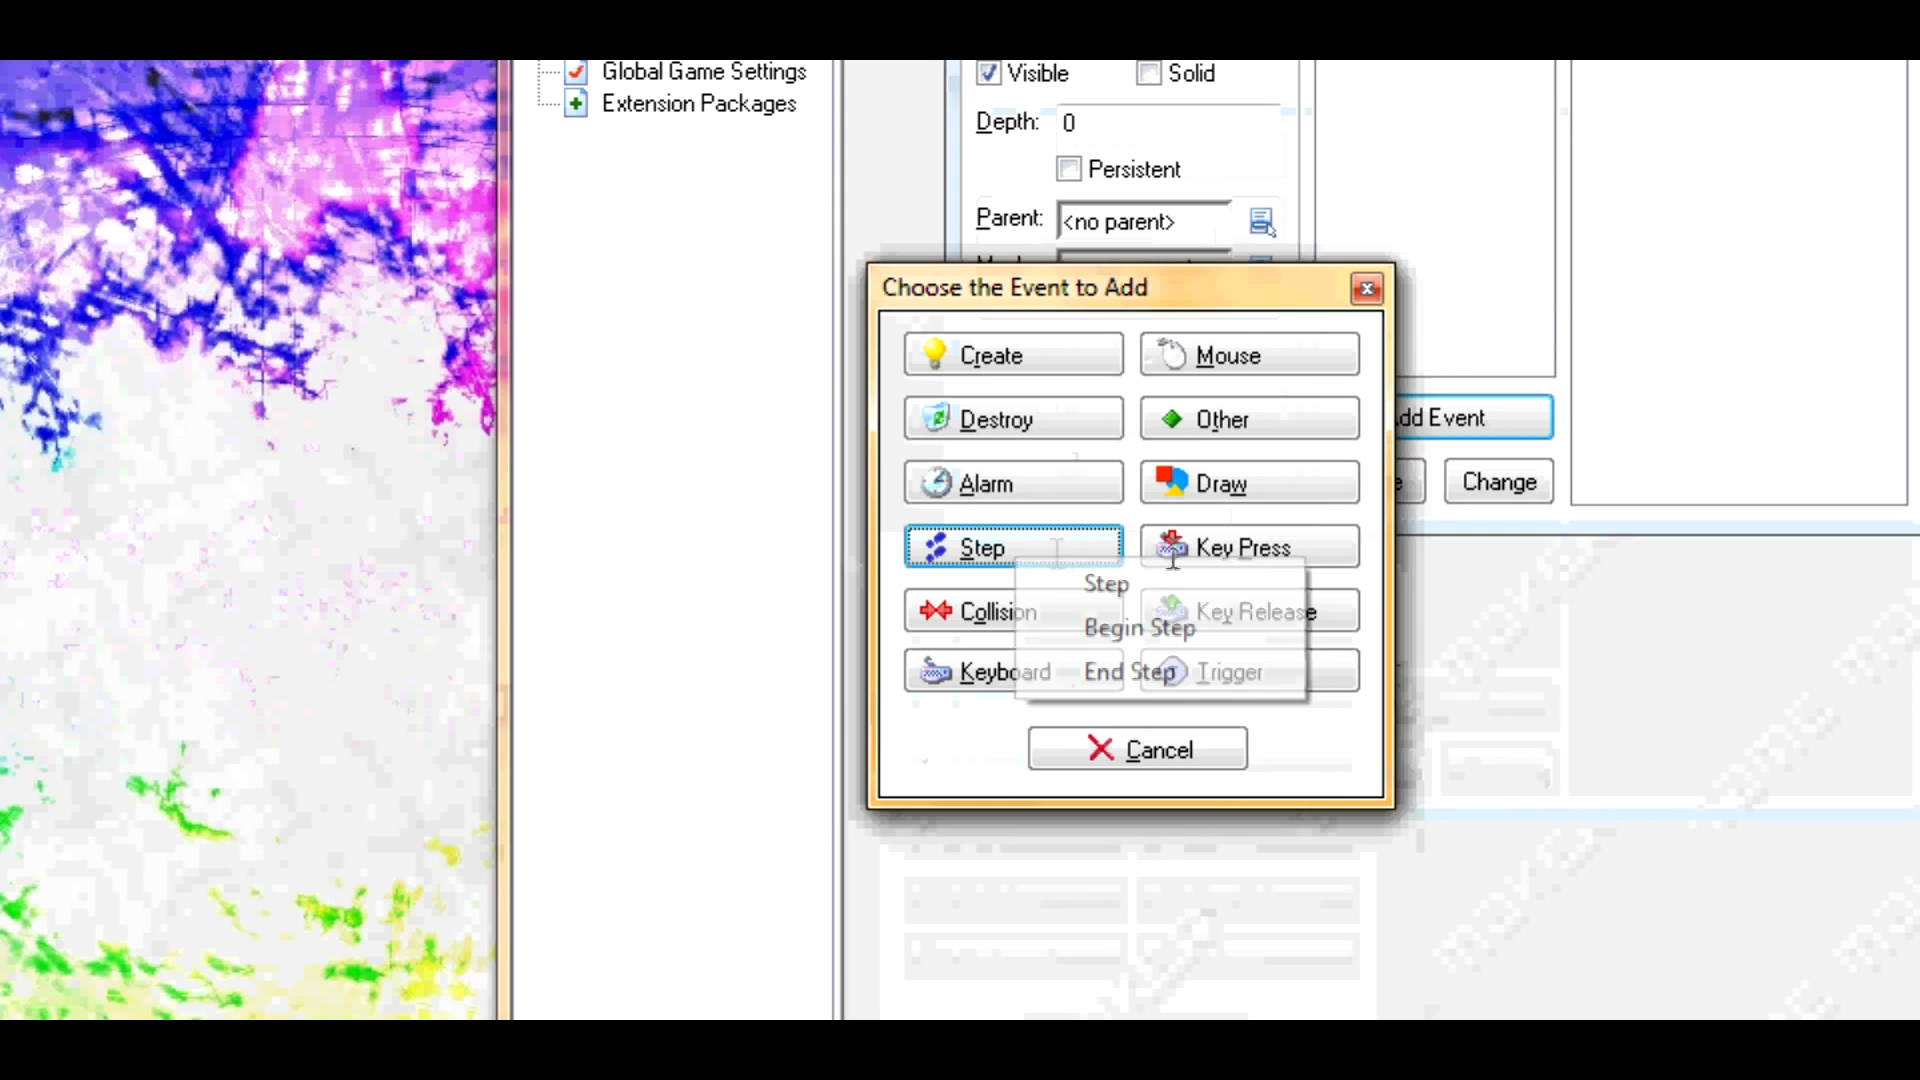 Global Game Settings
Extension Packages
Visible
Solid
Depth: 0
Persistent
Parent: <no parent>
Choose the Event to Add
Create
Mouse
Destroy
Other
Add Event
Alarm
Draw
Change
Step
Key Press
Step
Collision
Key Release
Begin Step
Keyboard
End Step
Trigger
Cancel